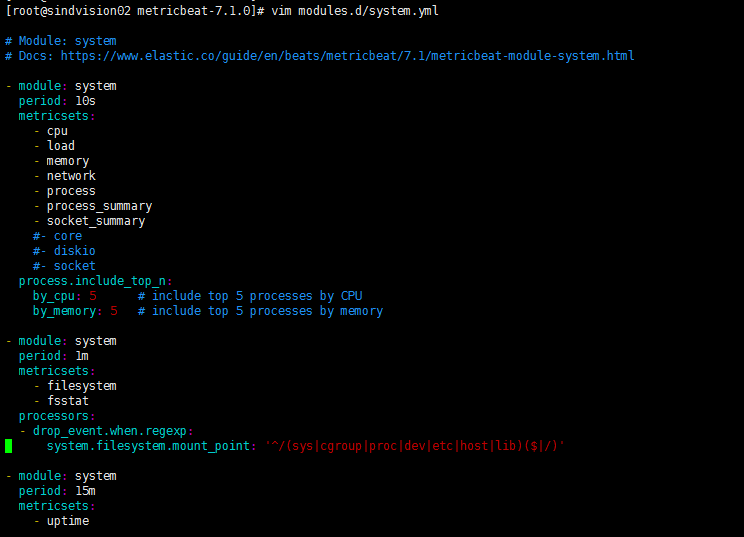 [root@sindvision02 metricbeat-7.1.0]# vim modules.d/system.yml
# Module: system
# Docs: https://www.elastic.co/guide/en/beats/metricbeat/7.1/metricbeat-module-system.html
- module: system
  period: 10s
  metricsets:
    - cpu
    - load
    - memory
    - network
    - process
    - process_summary
    - socket_summary
    #- core
    #- diskio
    #- socket
  process.include_top_n:
    by_cpu: 5      # include top 5 processes by CPU
    by_memory: 5   # include top 5 processes by memory
- module: system
  period: 1m
  metricsets:
    - filesystem
    - fsstat
  processors:
  - drop_event.when.regexp:
      system.filesystem.mount_point: '^/(sys|cgroup|proc|dev|etc|host|lib)($|/)'
- module: system
  period: 15m
  metricsets:
    - uptime